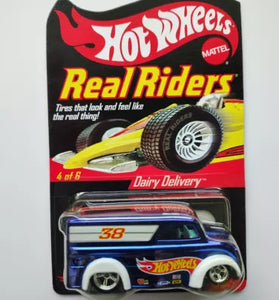 Hot Wheels
MATTEL
Real Riders®
Tires that look and feel like
the real thing!
4 of 6
Dairy Delivery™
38
Hot Wheels